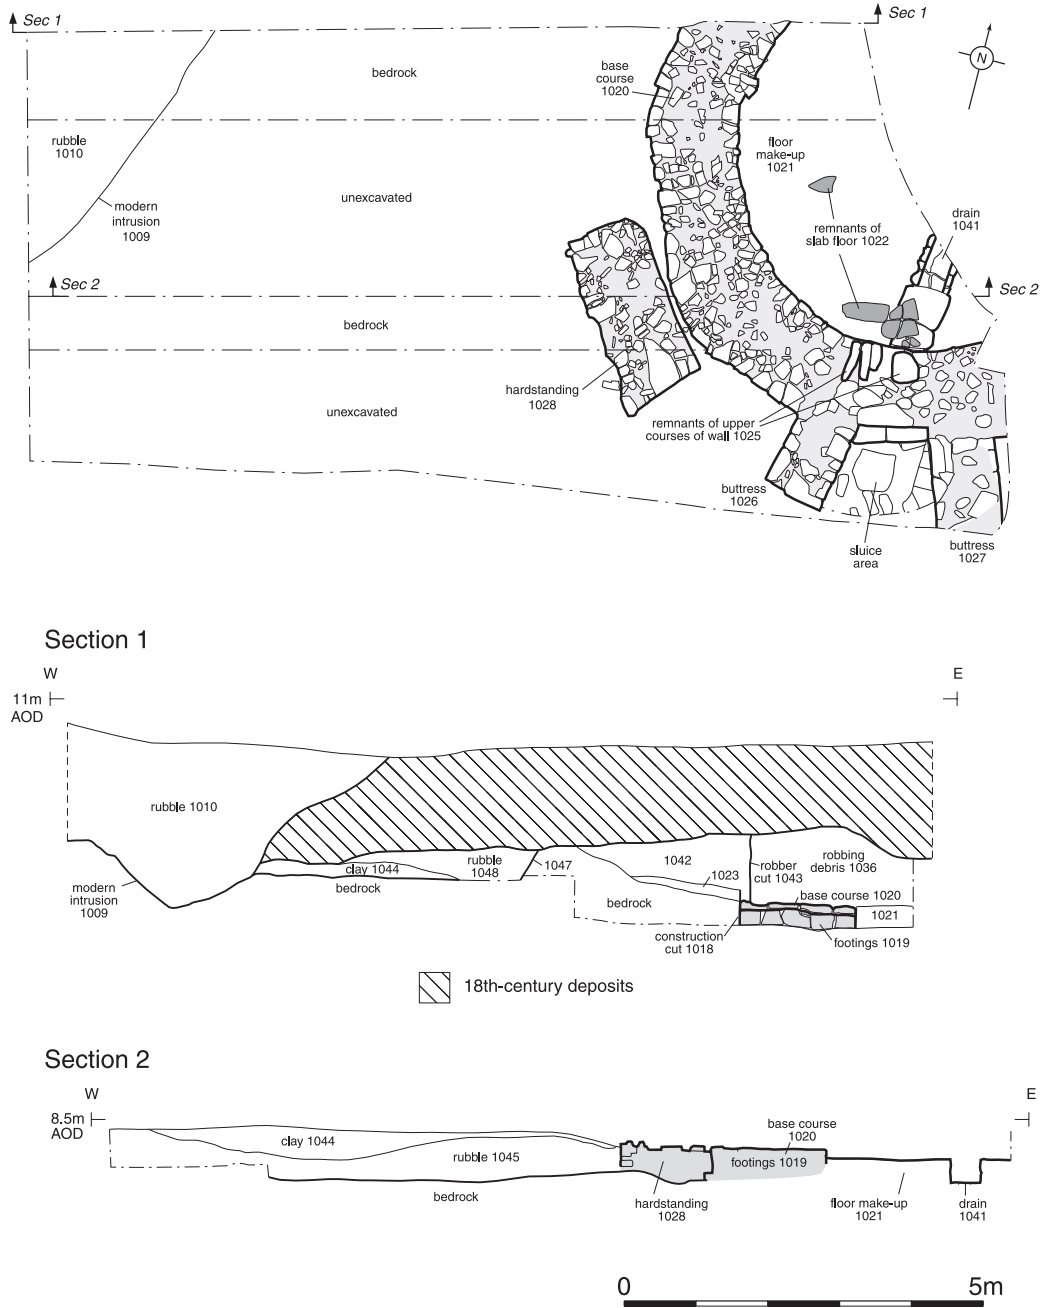 Sec 1
Sec 1
N
bedrock
base
course
1020
rubble
1010
floor
make-up
1021
unexcavated
modern
intrusion
1009
drain
1041
remnants of
slab floor 1022
Sec 2
Sec 2
bedrock
hardstanding
1028
unexcavated
remnants of upper
courses of wall 1025
buttress
1026
sluice
area
buttress
1027
Section 1
W
E
11m
AOD
rubble 1010
clay 1044
rubble
1048
1047
1042
1023
robber
cut 1043
robbing
debris 1036
bedrock
modern
intrusion
1009
bedrock
base course 1020
1021
construction
cut 1018
footings 1019
18th-century deposits
Section 2
W
E
8.5m
AOD
clay 1044
base course
1020
rubble 1045
footings 1019
bedrock
hardstanding
1028
floor make-up
1021
drain
1041
0
5m